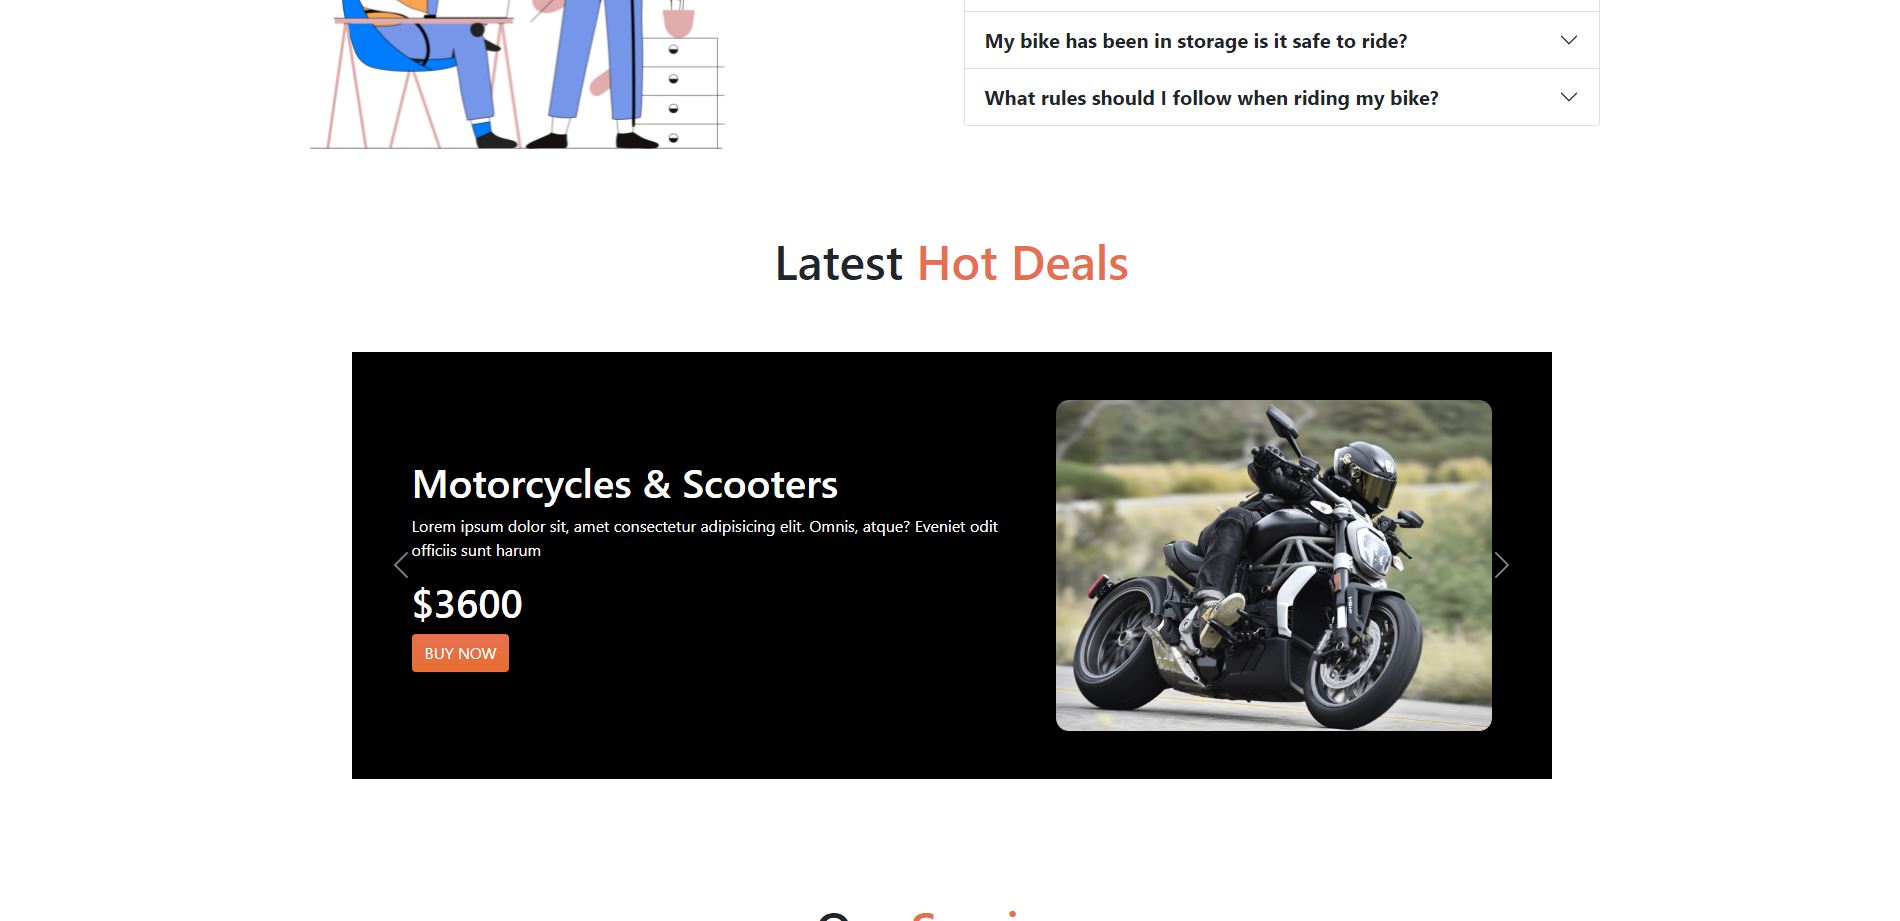 My bike has been in storage is it safe to ride?
What rules should I follow when riding my bike?
Latest Hot Deals
Motorcycles & Scooters
Lorem ipsum dolor sit, amet consectetur adipisicing elit. Omnis, atque? Eveniet odit
officiis sunt harum
$3600
BUY NOW